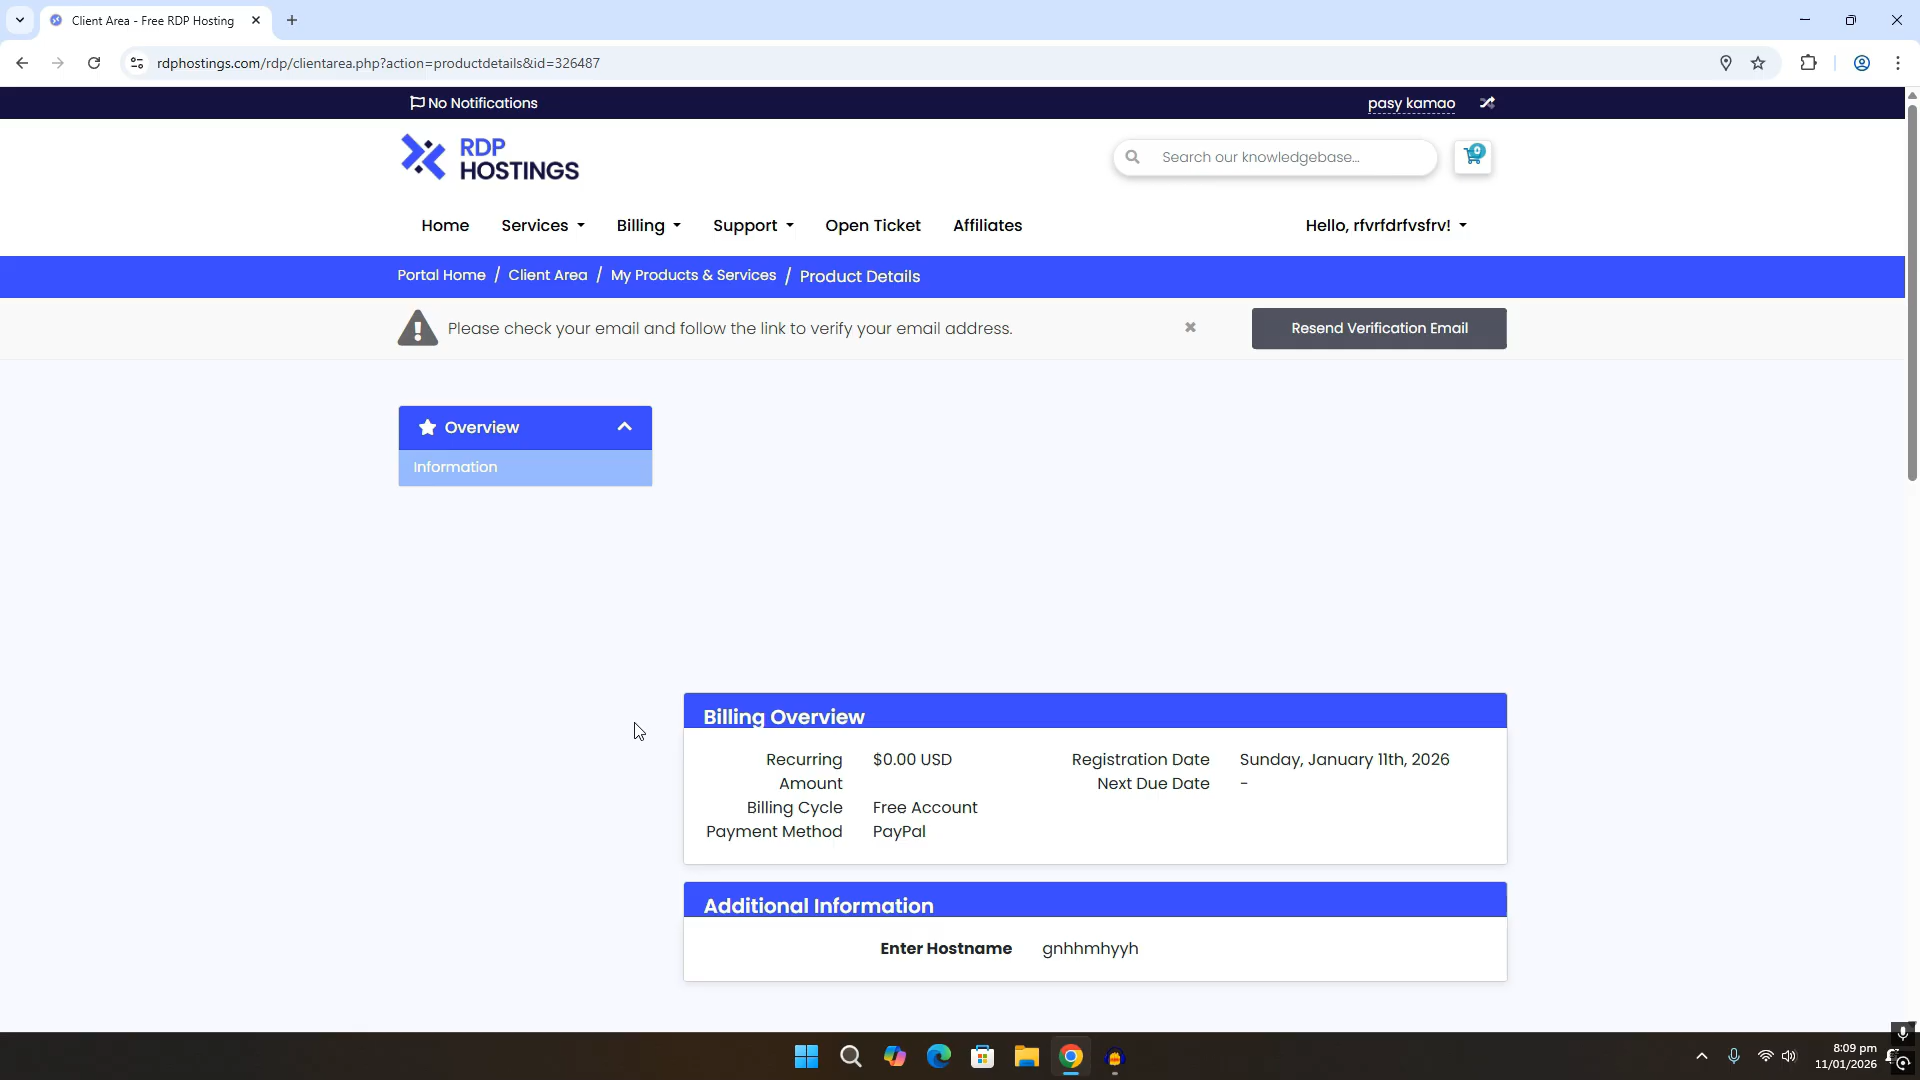 Client Area - Free RDP Hosting
rdphostings.com/rdp/clientarea.php?action=productdetails&id=326487
No Notifications
pasy kamao
RDP
HOSTINGS
Search our knowledgebase...
0
Home
Services
Billing
Support
Open Ticket
Affiliates
Hello, rfvrfdrfvsfrv!
Portal Home / Client Area / My Products & Services / Product Details
Please check your email and follow the link to verify your email address.
Resend Verification Email
Overview
Information
Billing Overview
Recurring Amount $0.00 USD
Billing Cycle Free Account
Payment Method PayPal
Registration Date Sunday, January 11th, 2026
Next Due Date -
Additional Information
Enter Hostname gnhhmhyyh
8:09 pm
11/01/2026